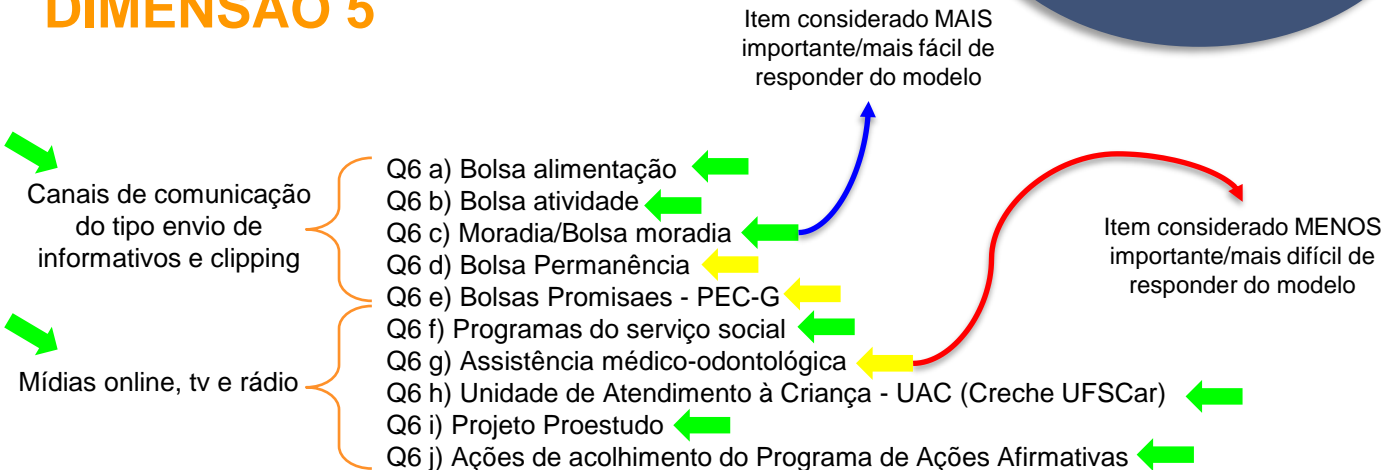 DIMENSÃO 5
Item considerado MAIS
importante/mais fácil de
responder do modelo
Canais de comunicação
do tipo envio de
informativos e clipping
Mídias online, tv e rádio
Q6 a) Bolsa alimentação
Q6 b) Bolsa atividade
Q6 c) Moradia/Bolsa moradia
Q6 d) Bolsa Permanência
Q6 e) Bolsas Promisaes - PEC-G
Q6 f) Programas do serviço social
Q6 g) Assistência médico-odontológica
Q6 h) Unidade de Atendimento à Criança - UAC (Creche UFSCar)
Q6 i) Projeto Proestudo
Q6 j) Ações de acolhimento do Programa de Ações Afirmativas
Item considerado MENOS
importante/mais difícil de
responder do modelo